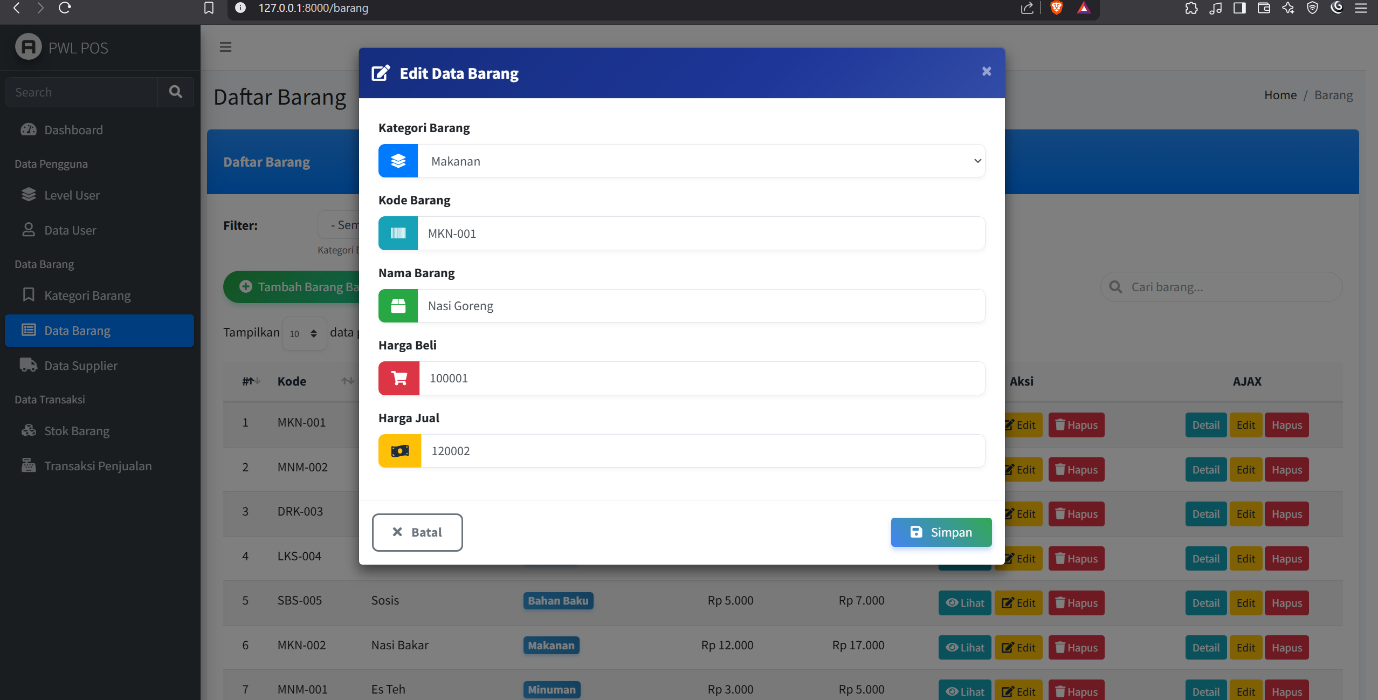 127.0.0.1:8000/barang
PWL POS
Search
Dashboard
Data Pengguna
Level User
Data User
Data Barang
Kategori Barang
Data Barang
Data Supplier
Data Transaksi
Stok Barang
Transaksi Penjualan
Daftar Barang
Home / Barang
Daftar Barang
Filter:
- Sem
Kategori
Tambah Barang Ba
Cari barang...
Tampilkan 10 data
Edit Data Barang
×
Kategori Barang
Makanan
Kode Barang
MKN-001
Nama Barang
Nasi Goreng
Harga Beli
100001
Harga Jual
120002
Batal
Simpan
# Kode Aksi AJAX
1 MKN-001 Edit Hapus Detail Edit Hapus
2 MNM-002 Edit Hapus Detail Edit Hapus
3 DRK-003 Edit Hapus Detail Edit Hapus
4 LKS-004 Edit Hapus Detail Edit Hapus
5 SBS-005 Sosis Bahan Baku Rp 5.000 Rp 7.000 Lihat Edit Hapus Detail Edit Hapus
6 MKN-002 Nasi Bakar Makanan Rp 12.000 Rp 17.000 Lihat Edit Hapus Detail Edit Hapus
7 MNM-001 Es Teh Minuman Rp 3.000 Rp 5.000 Lihat Edit Hapus Detail Edit Hapus